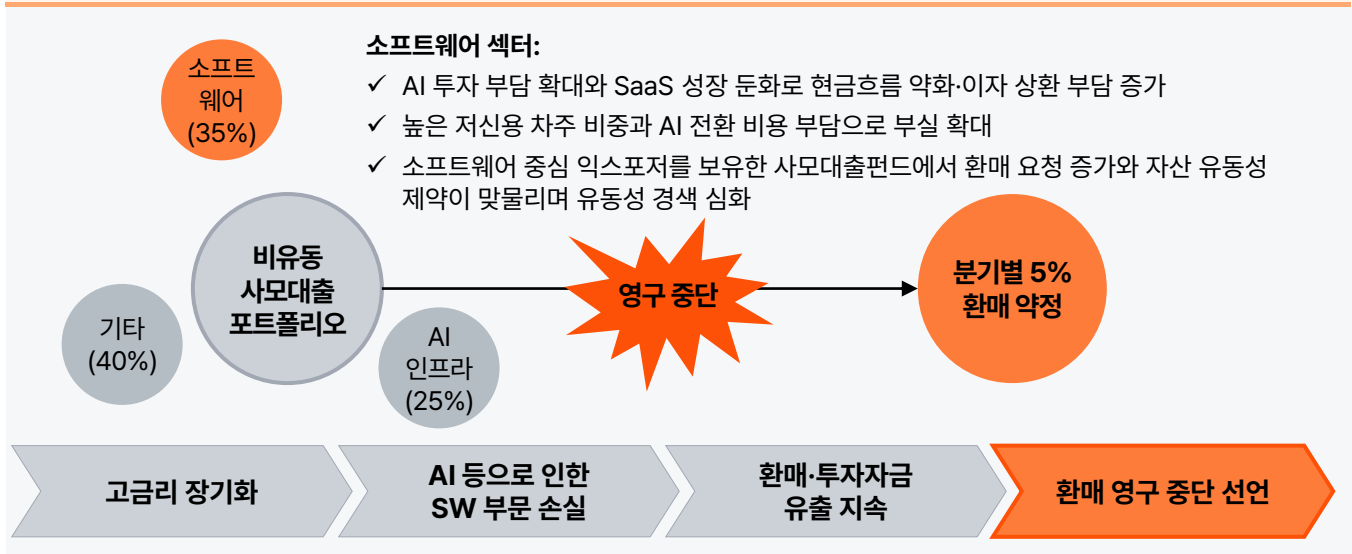 소프트웨어 섹터:
✓ AI 투자 부담 확대와 SaaS 성장 둔화로 현금흐름 약화·이자 상환 부담 증가
✓ 높은 저신용 차주 비중과 AI 전환 비용 부담으로 부실 확대
✓ 소프트웨어 중심 익스포저를 보유한 사모대출펀드에서 환매 요청 증가와 자산 유동성
제약이 맞물리며 유동성 경색 심화
소프트
웨어
(35%)
비유동
사모대출
포트폴리오
기타
(40%)
AI
인프라
(25%)
영구 중단
분기별 5%
환매 약정
고금리 장기화
AI 등으로 인한
SW 부문 손실
환매·투자자금
유출 지속
환매 영구 중단 선언